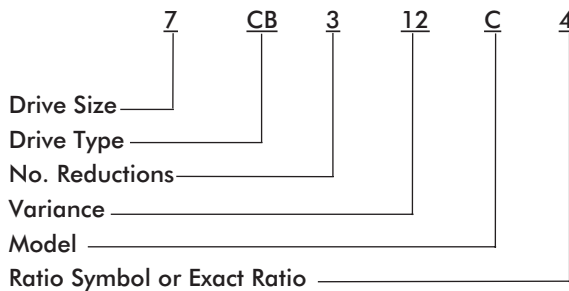 7 CB 3 12 C 4
Drive Size
Drive Type
No. Reductions
Variance
Model
Ratio Symbol or Exact Ratio